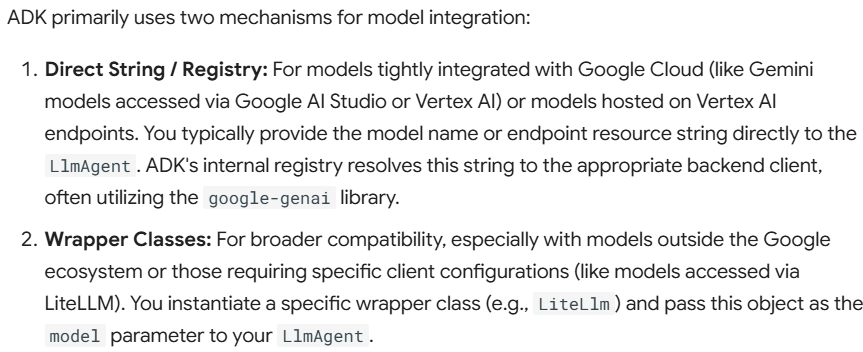 ADK primarily uses two mechanisms for model integration:
1. Direct String / Registry: For models tightly integrated with Google Cloud (like Gemini
models accessed via Google AI Studio or Vertex AI) or models hosted on Vertex AI
endpoints. You typically provide the model name or endpoint resource string directly to the
LlmAgent . ADK's internal registry resolves this string to the appropriate backend client,
often utilizing the google-genai library.
2. Wrapper Classes: For broader compatibility, especially with models outside the Google
ecosystem or those requiring specific client configurations (like models accessed via
LiteLLM). You instantiate a specific wrapper class (e.g., LiteLlm ) and pass this object as the
model parameter to your LlmAgent .